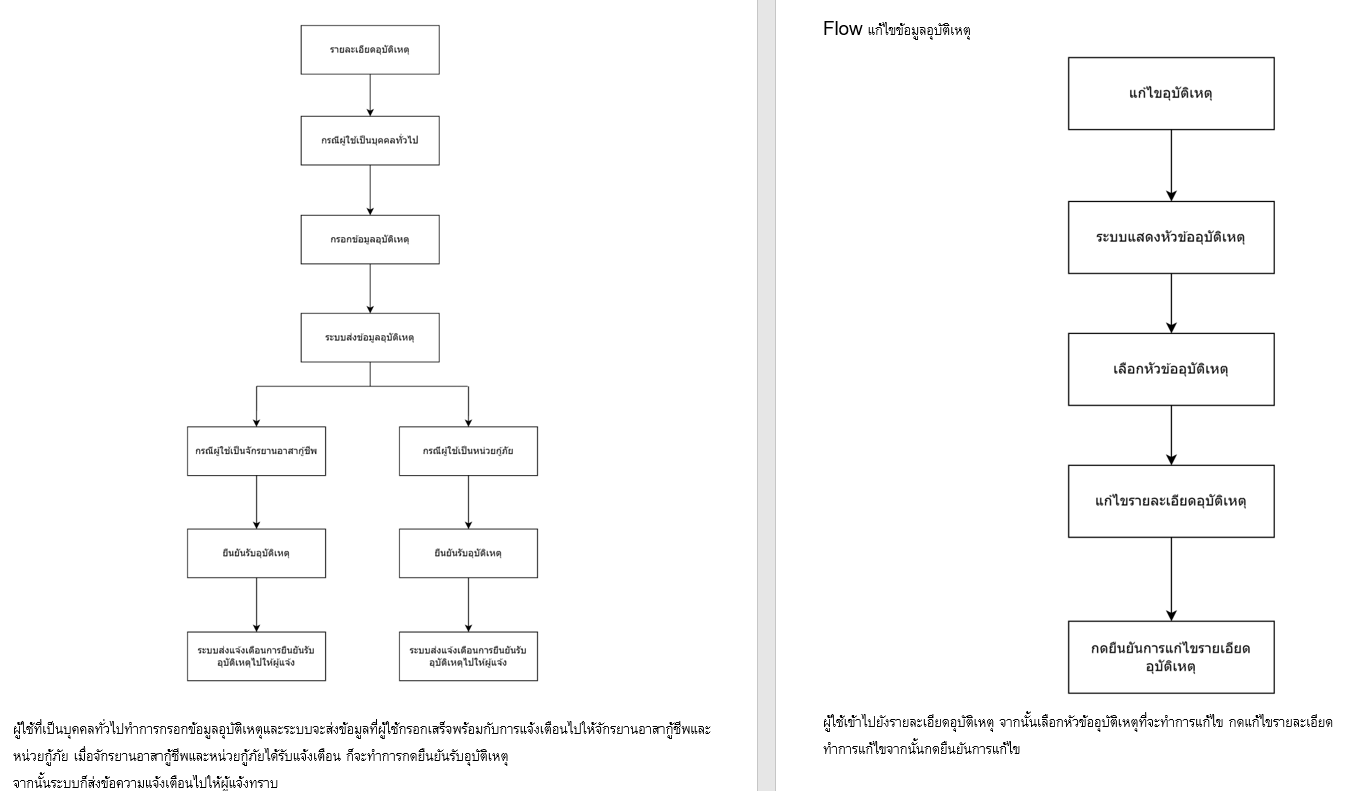 รายละเอียดอุบัติเหตุ
กรณีผู้ใช้เป็นบุคคลทั่วไป
กรอกข้อมูลอุบัติเหตุ
ระบบส่งข้อมูลอุบัติเหตุ
กรณีผู้ใช้เป็นจักรยานอาสากู้ชีพ
กรณีผู้ใช้เป็นหน่วยกู้ภัย
ยืนยันรับอุบัติเหตุ
ยืนยันรับอุบัติเหตุ
ระบบส่งแจ้งเตือนการยืนยันรับ
อุบัติเหตุไปให้ผู้แจ้ง
ระบบส่งแจ้งเตือนการยืนยันรับ
อุบัติเหตุไปให้ผู้แจ้ง
ผู้ใช้ที่เป็นบุคคลทั่วไปทำการกรอกข้อมูลอุบัติเหตุและระบบจะส่งข้อมูลที่ผู้ใช้กรอกเสร็จพร้อมกับการแจ้งเตือนไปให้จักรยานอาสากู้ชีพและ
หน่วยกู้ภัย เมื่อจักรยานอาสากู้ชีพและหน่วยกู้ภัยได้รับแจ้งเตือน ก็จะทำการกดยืนยันรับอุบัติเหตุ
จากนั้นระบบก็ส่งข้อความแจ้งเตือนไปให้ผู้แจ้งทราบ
Flow แก้ไขข้อมูลอุบัติเหตุ
แก้ไขอุบัติเหตุ
ระบบแสดงหัวข้ออุบัติเหตุ
เลือกหัวข้ออุบัติเหตุ
แก้ไขรายละเอียดอุบัติเหตุ
กดยืนยันการแก้ไขรายเอียด
อุบัติเหตุ
ผู้ใช้เข้าไปยังรายละเอียดอุบัติเหตุ จากนั้นเลือกหัวข้ออุบัติเหตุที่จะทำการแก้ไข กดแก้ไขรายละเอียด
ทำการแก้ไขจากนั้นกดยืนยันการแก้ไข